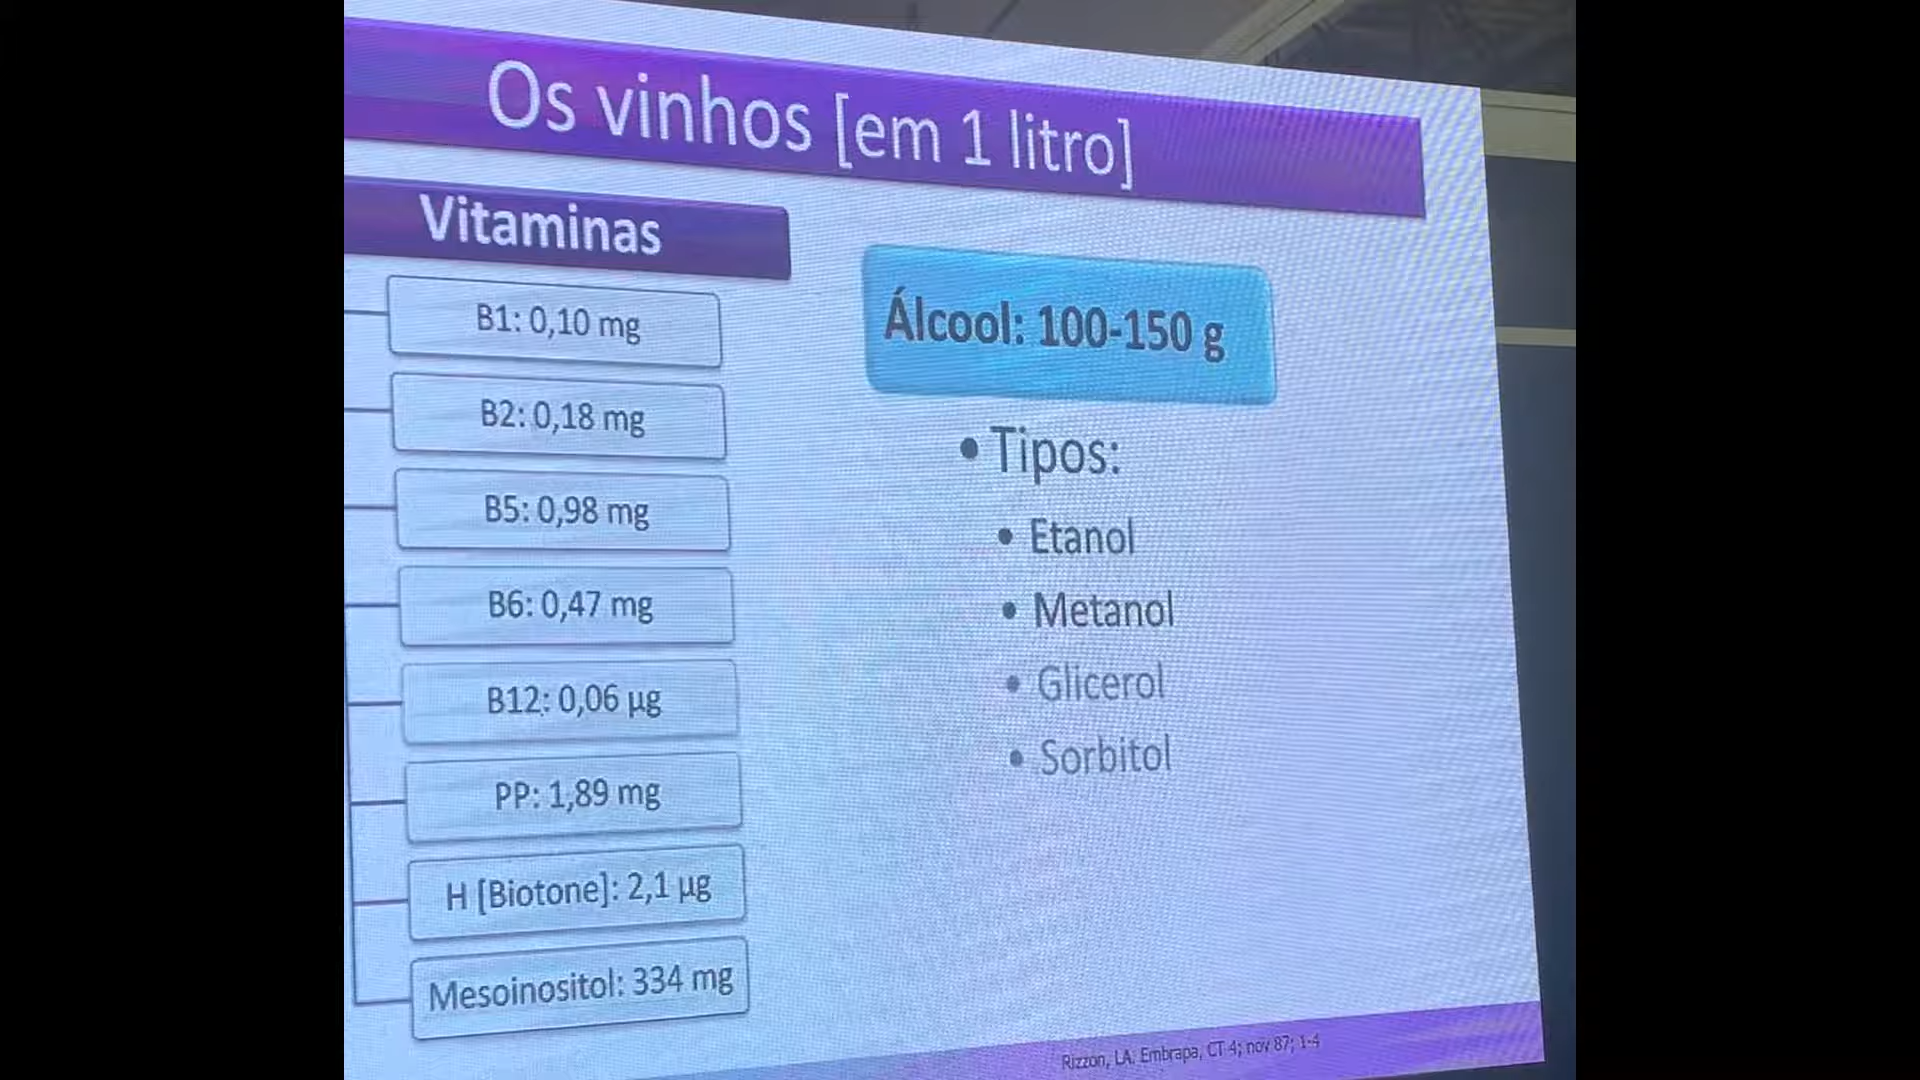 Os vinhos [em 1 litro]
Vitaminas
B1: 0,10 mg
B2: 0,18 mg
B5: 0,98 mg
B6: 0,47 mg
B12: 0,06 µg
PP: 1,89 mg
H [Biotone]: 2,1 µg
Mesoinositol: 334 mg
Álcool: 100-150 g
• Tipos:
• Etanol
• Metanol
• Glicerol
• Sorbitol
Rizzon, LA. Embrapa, CT 4; nov 87; 1-4